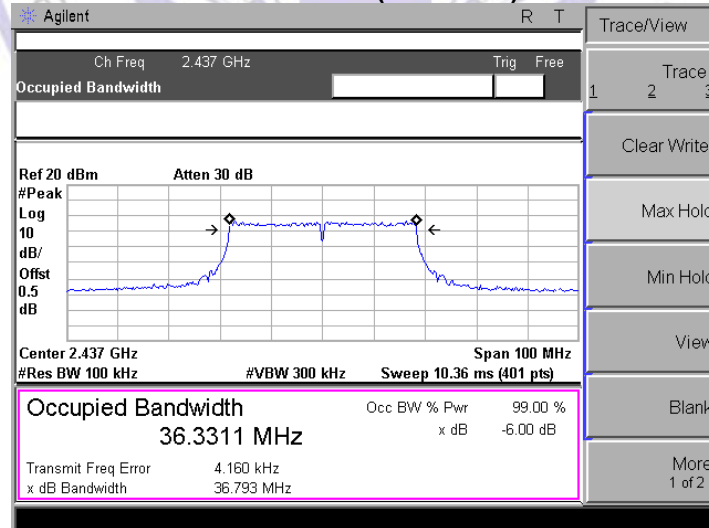 Agilent R T
Ch Freq 2.437 GHz Trig Free
Occupied Bandwidth
Ref 20 dBm Atten 30 dB
#Peak
Log
10
dB/
Offst
0.5
dB
Center 2.437 GHz Span 100 MHz
#Res BW 100 kHz #VBW 300 kHz Sweep 10.36 ms (401 pts)
Occupied Bandwidth Occ BW % Pwr 99.00 %
36.3311 MHz x dB -6.00 dB
Transmit Freq Error 4.160 kHz
x dB Bandwidth 36.793 MHz
Trace/View
Trace
1 2
Clear Write
Max Hold
Min Hold
View
Blank
More
1 of 2